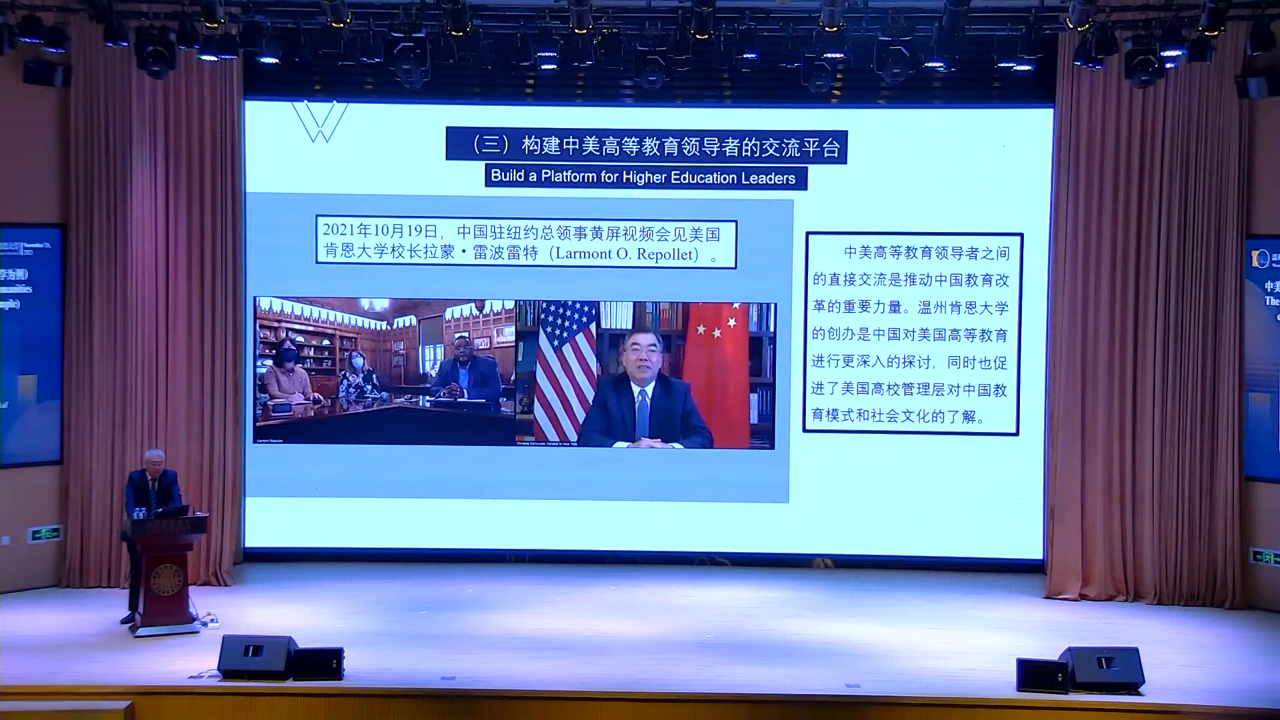 （三）构建中美高等教育领导者的交流平台
Build a Platform for Higher Education Leaders
2021年10月19日，中国驻纽约总领事黄屏视频会见美国
肯恩大学校长拉蒙·雷波雷特（Larmont O. Repollet）。
中美高等教育领导者之间
的直接交流是推动中国教育改
革的重要力量。温州肯恩大学
的创办是中国对美国高等教育
进行更深入的探讨，同时也促
进了美国高校管理层对中国教
育模式和社会文化的了解。